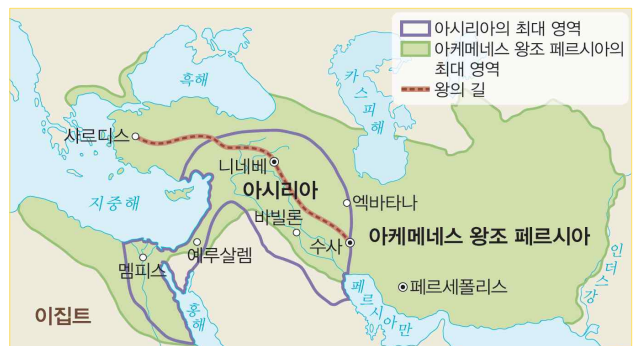 아시리아의 최대 영역
아케메네스 왕조 페르시아의
최대 영역
왕의 길
흑해
카스피해
사르디스
니네베
아시리아
지중해
엑바타나
바빌론
수사
아케메네스 왕조 페르시아
예루살렘
멤피스
인더스강
페르세폴리스
페르시아만
이집트
홍해